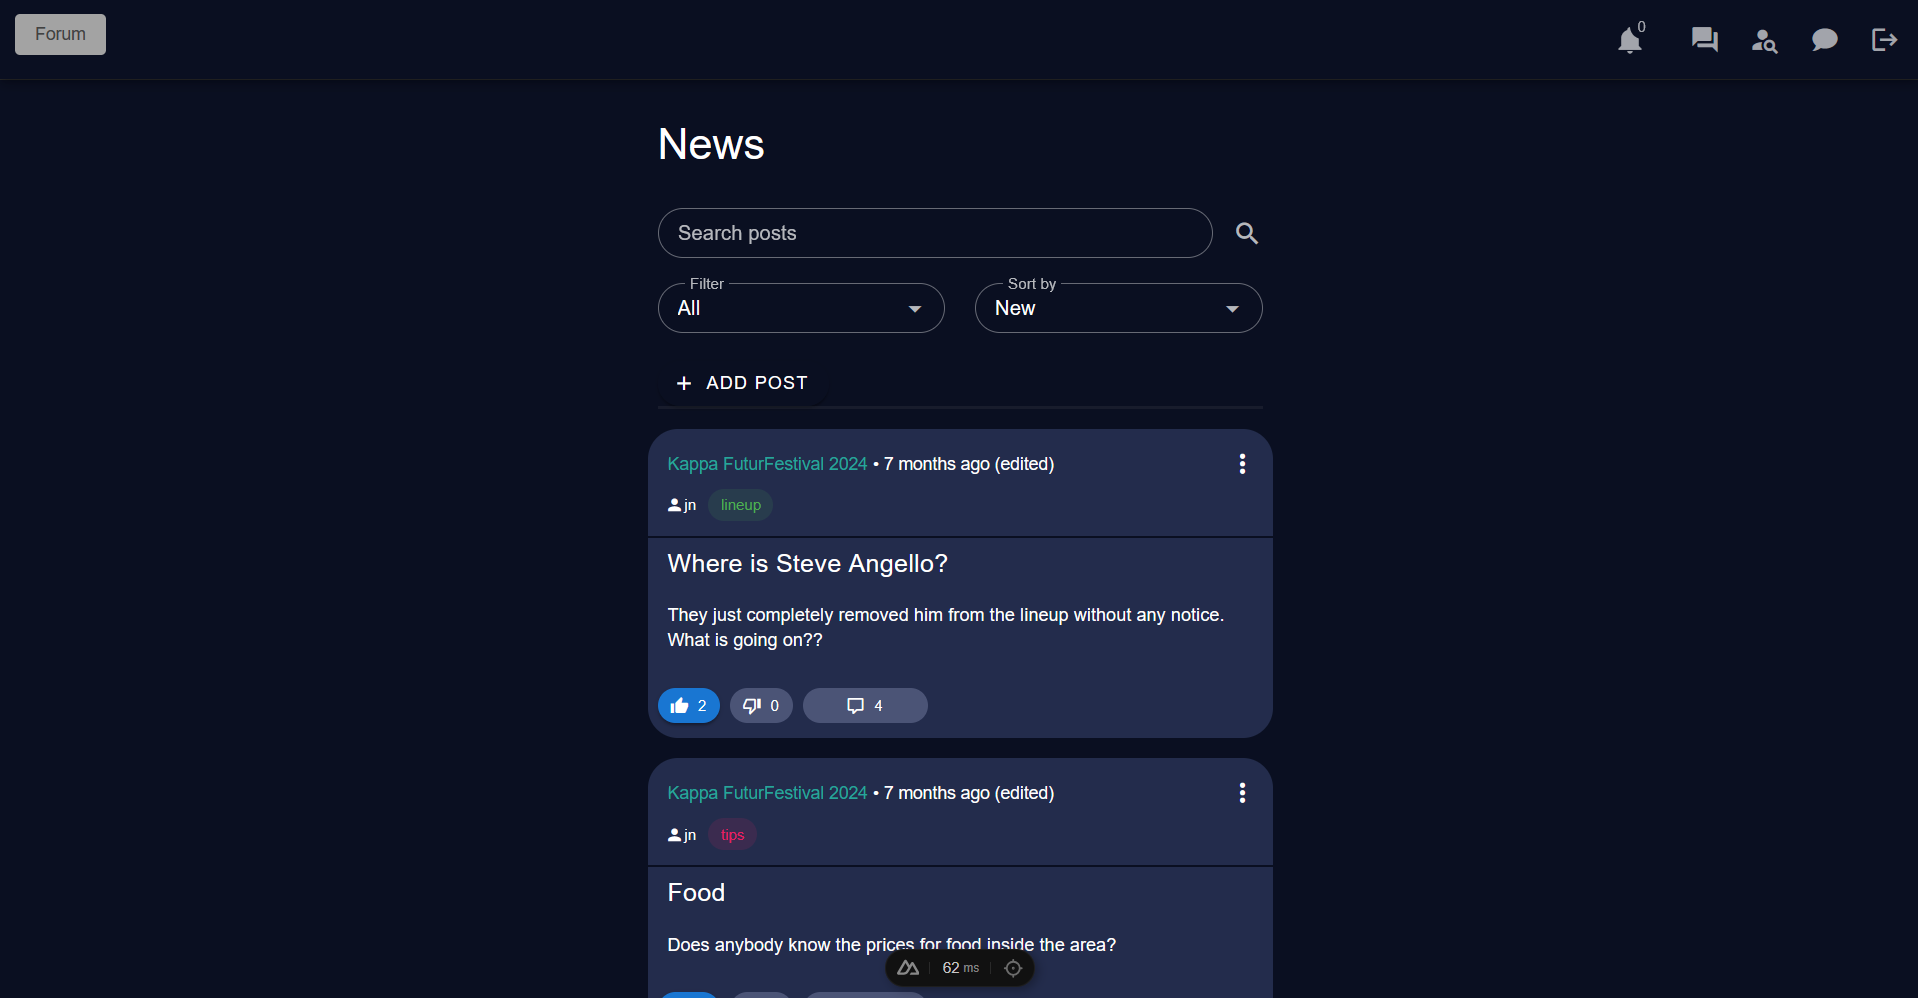 Forum
0
News
Search posts
Filter
All
Sort by
New
+ ADD POST
Kappa FuturFestival 2024 • 7 months ago (edited)
jn lineup
Where is Steve Angello?
They just completely removed him from the lineup without any notice.
What is going on??
2 0 4
Kappa FuturFestival 2024 • 7 months ago (edited)
jn tips
Food
Does anybody know the prices for food inside the area?
62 ms